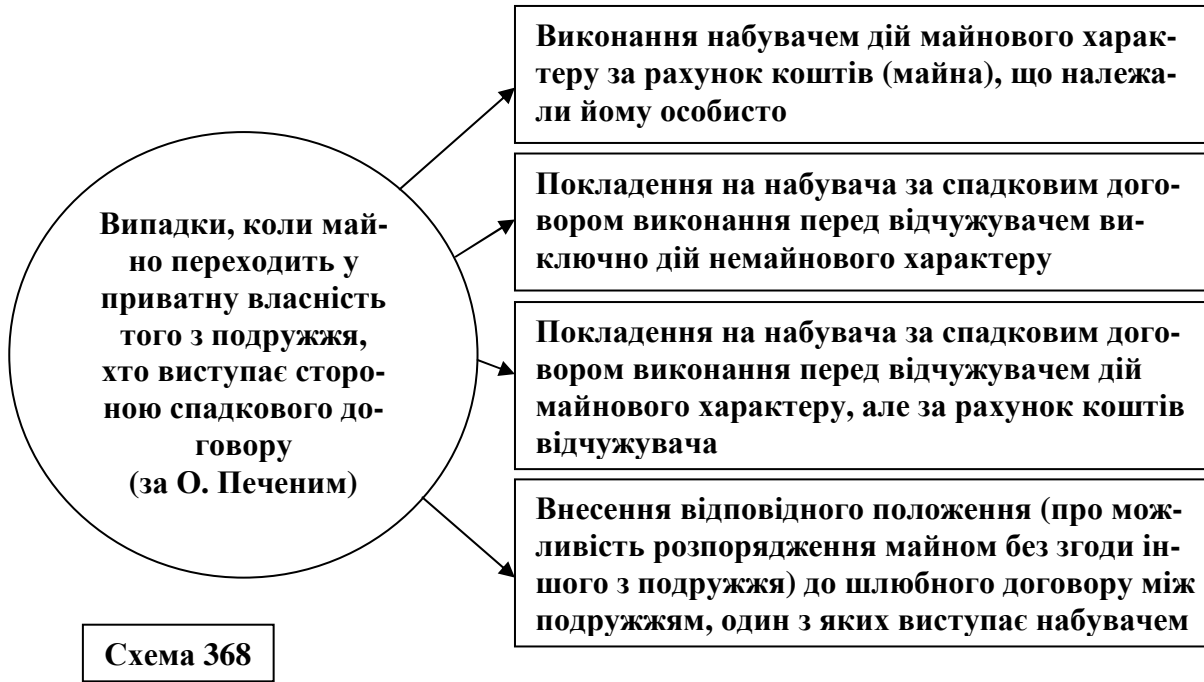 Випадки, коли май-
но переходить у
приватну власність
того з подружжя,
хто виступає сторо-
ною спадкового до-
говору
(за О. Печеним)
Виконання набувачем дій майнового харак-
теру за рахунок коштів (майна), що належа-
ли йому особисто
Покладення на набувача за спадковим дого-
вором виконання перед відчужувачем ви-
ключно дій немайнового характеру
Покладення на набувача за спадковим дого-
вором виконання перед відчужувачем дій
майнового характеру, але за рахунок коштів
відчужувача
Внесення відповідного положення (про мож-
ливість розпорядження майном без згоди ін-
шого з подружжя) до шлюбного договору між
подружжям, один з яких виступає набувачем
Схема 368